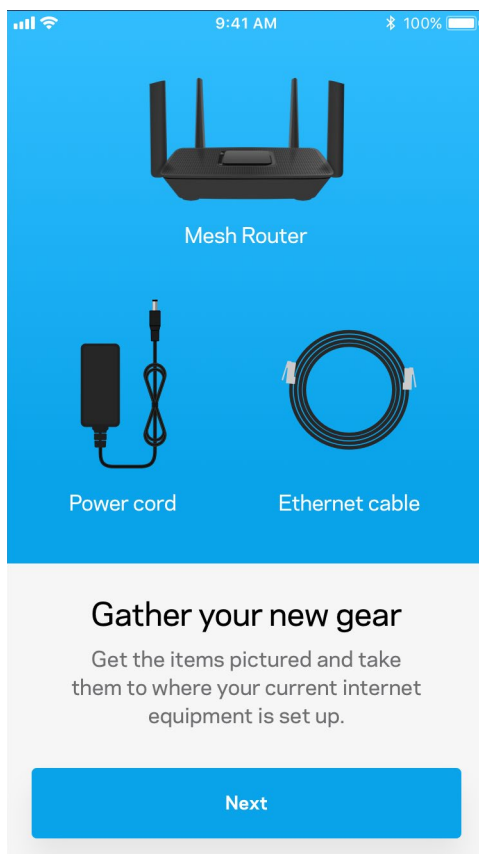 9:41 AM
100%
Mesh Router
Power cord
Ethernet cable
Gather your new gear
Get the items pictured and take
them to where your current internet
equipment is set up.
Next